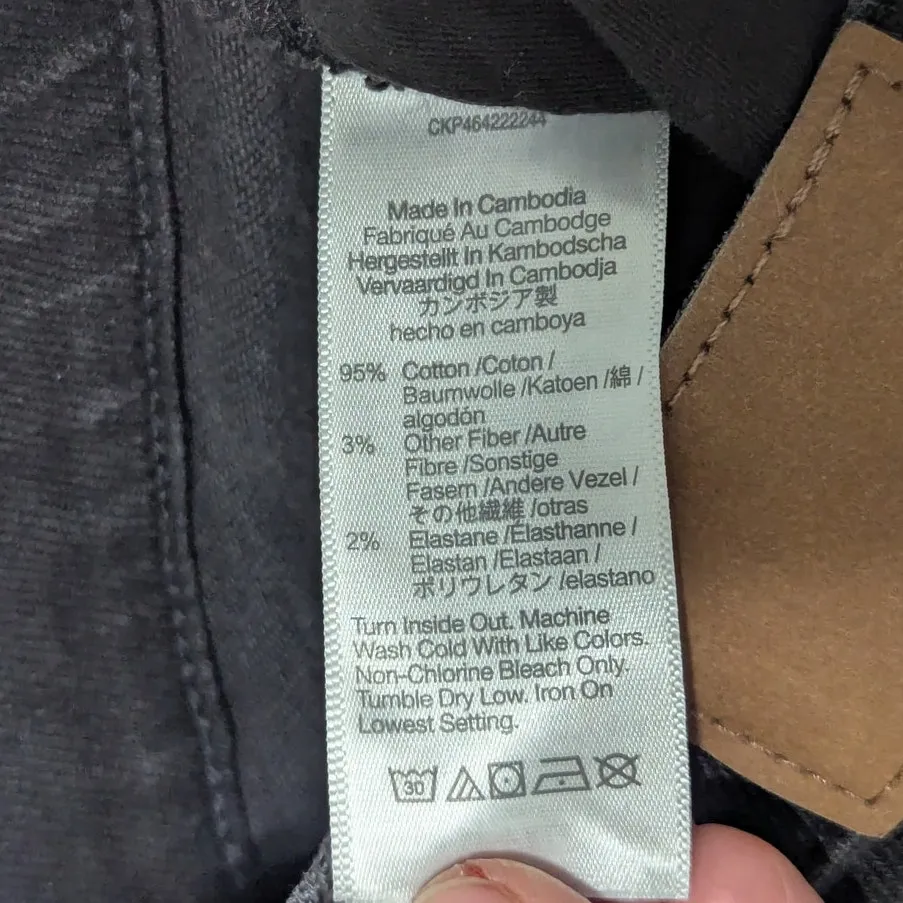 CKP464222244
Made In Cambodia
Fabriqué Au Cambodge
Hergestellt In Kambodscha
Vervaardigd In Cambodja
カンボジア製
hecho en camboya
95% Cotton /Coton /
Baumwolle /Katoen /綿 /
algodón
3% Other Fiber /Autre
Fibre /Sonstige
Fasern /Andere Vezel /
その他繊維 /otras
2% Elastane /Elasthanne /
Elastan /Elastaan /
ポリウレタン /elastano
Turn Inside Out. Machine
Wash Cold With Like Colors.
Non-Chlorine Bleach Only.
Tumble Dry Low. Iron On
Lowest Setting.
30